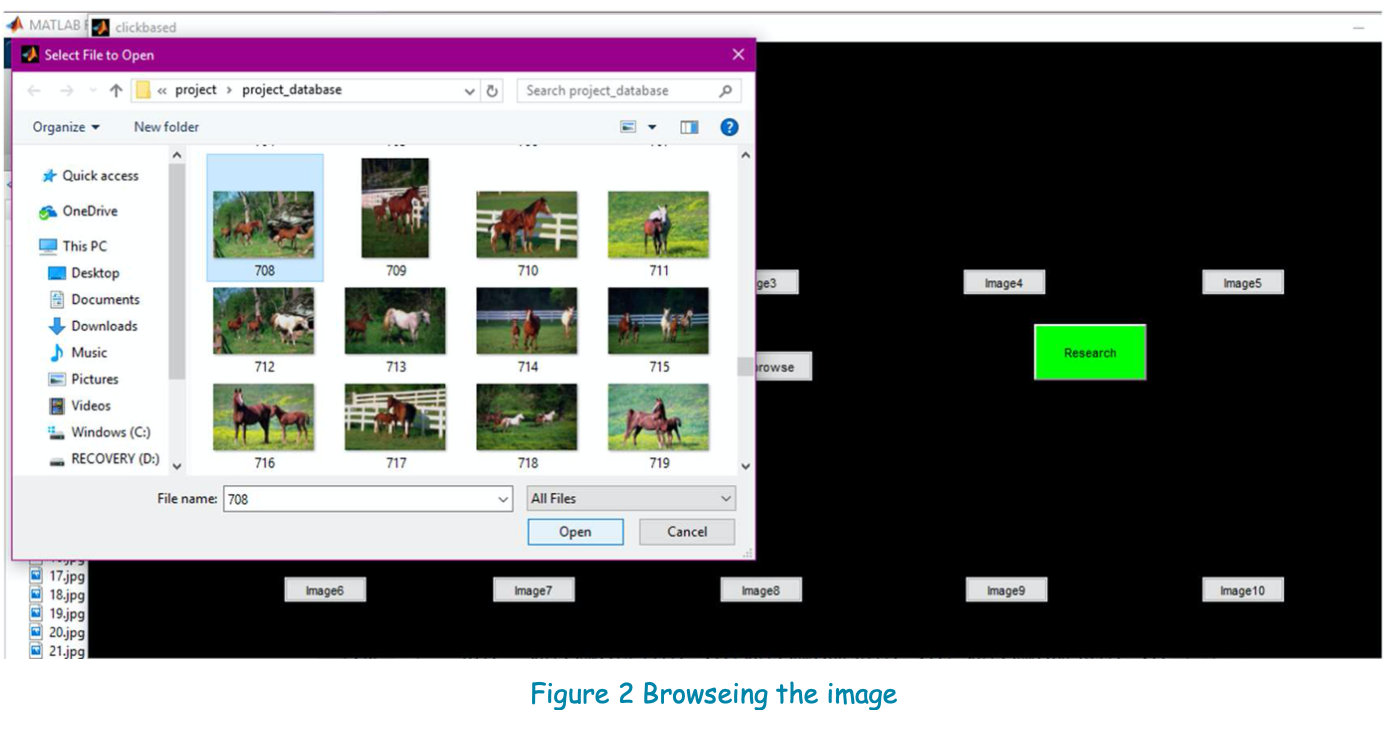 MATLAB
clickbased
Select File to Open
« project › project_database
Search project_database
Organize
New folder
Quick access
OneDrive
This PC
Desktop
Documents
Downloads
Music
Pictures
Videos
Windows (C:)
RECOVERY (D:)
708 709 710 711
712 713 714 715
716 717 718 719
File name: 708
All Files
Open Cancel
Image4 Image5
Research
17.jpg
18.jpg
19.jpg
20.jpg
21.jpg
Image6 Image7 Image8 Image9 Image10
Figure 2 Browseing the image